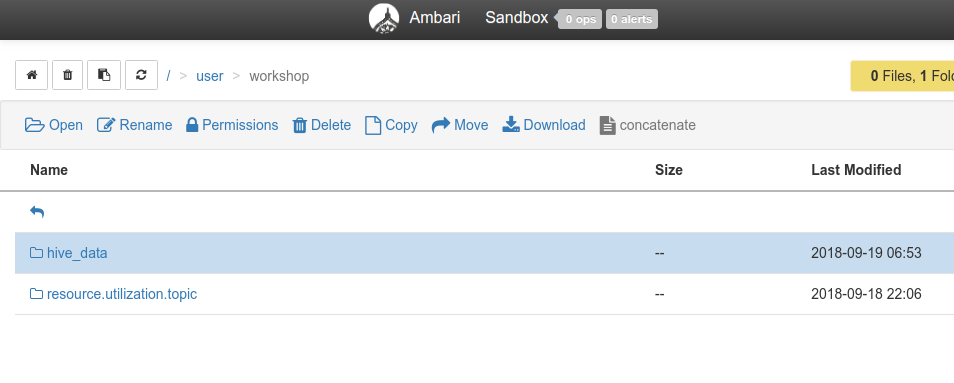 Ambari Sandbox 0 ops 0 alerts
/ > user > workshop 0 Files, 1
Open Rename Permissions Delete Copy Move Download concatenate
Name Size Last Modified
hive_data -- 2018-09-19 06:53
resource.utilization.topic -- 2018-09-18 22:06